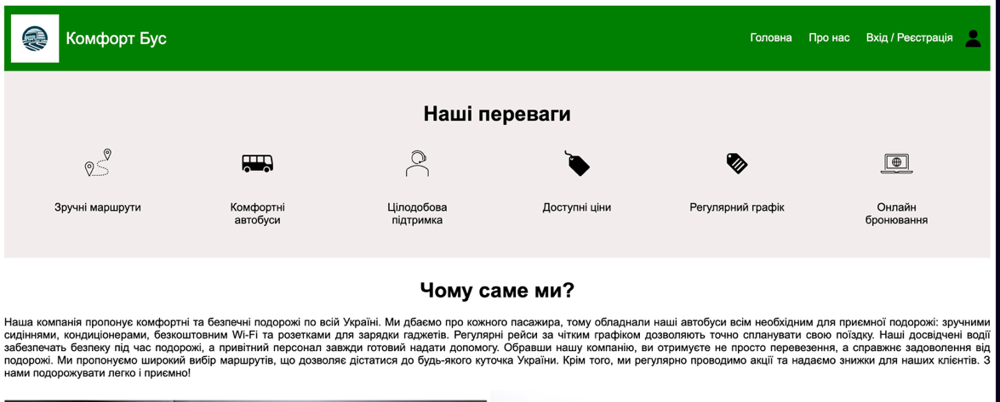 Комфорт Бус
Головна
Про нас
Вхід / Реєстрація
Наші переваги
Зручні маршрути
Комфортні
автобуси
Цілодобова
підтримка
Доступні ціни
Регулярний графік
Онлайн
бронювання
Чому саме ми?
Наша компанія пропонує комфортні та безпечні подорожі по всій Україні. Ми дбаємо про кожного пасажира, тому обладнали наші автобуси всім необхідним для приємної подорожі: зручними
сидіннями, кондиціонерами, безкоштовним Wi-Fi та розетками для зарядки гаджетів. Регулярні рейси за чітким графіком дозволяють точно спланувати свою поїздку. Наші досвідчені водії
забезпечать безпеку під час подорожі, а привітний персонал завжди готовий надати допомогу. Обравши нашу компанію, ви отримуєте не просто перевезення, а справжнє задоволення від
подорожі. Ми пропонуємо широкий вибір маршрутів, що дозволяє дістатися до будь-якого куточка України. Крім того, ми регулярно проводимо акції та надаємо знижки для наших клієнтів. З
нами подорожувати легко і приємно!